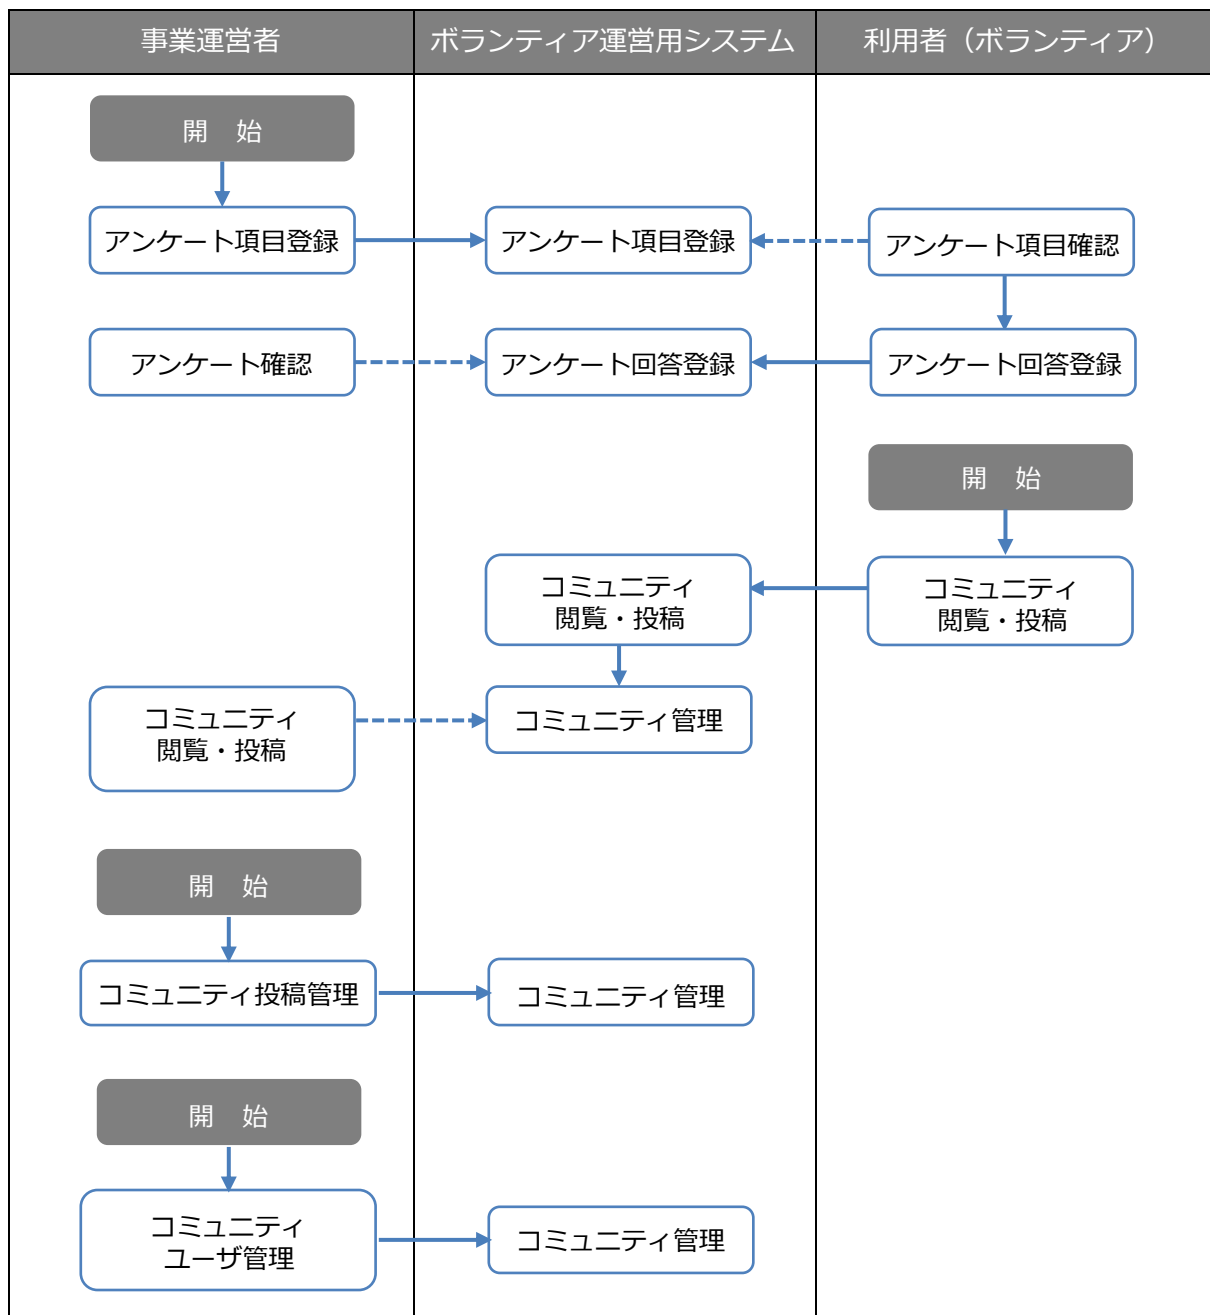 事業運営者
ボランティア運営用システム
利用者（ボランティア）
開　始
アンケート項目登録
アンケート項目登録
アンケート項目確認
アンケート確認
アンケート回答登録
アンケート回答登録
開　始
コミュニティ
閲覧・投稿
コミュニティ
閲覧・投稿
コミュニティ
閲覧・投稿
コミュニティ管理
開　始
コミュニティ投稿管理
コミュニティ管理
開　始
コミュニティ
ユーザ管理
コミュニティ管理